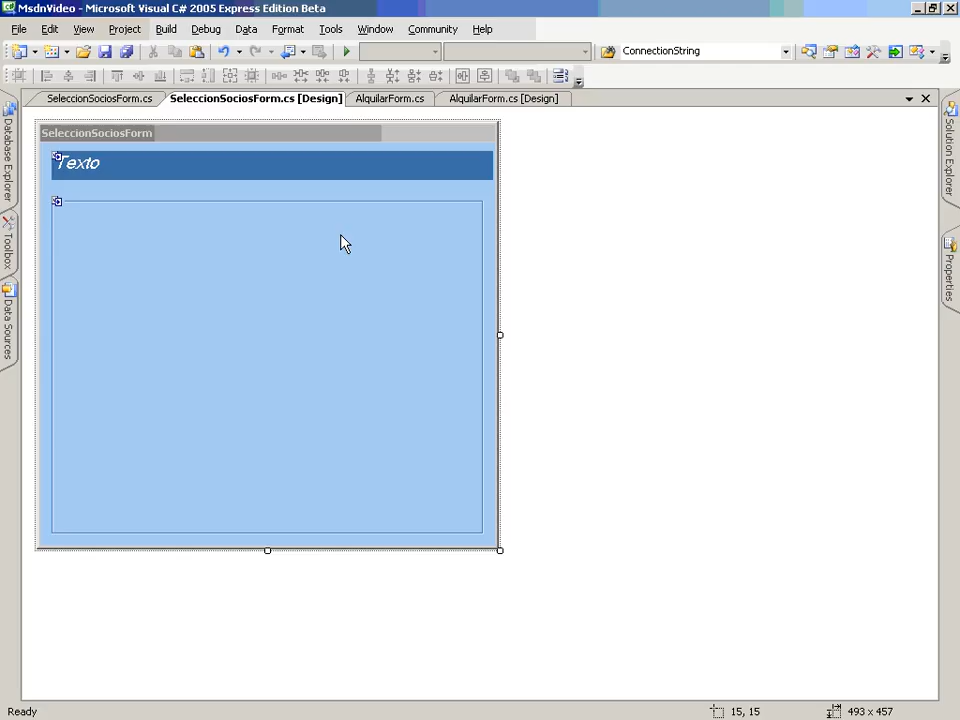 MsdnVideo - Microsoft Visual C# 2005 Express Edition Beta
File Edit View Project Build Debug Data Format Tools Window Community Help
ConnectionString
SeleccionSociosForm.cs SeleccionSociosForm.cs [Design] AlquilarForm.cs AlquilarForm.cs [Design]
Database Explorer
Toolbox
Data Sources
SeleccionSociosForm
Texto
Solution Explorer
Properties
Ready 15, 15 493 x 457